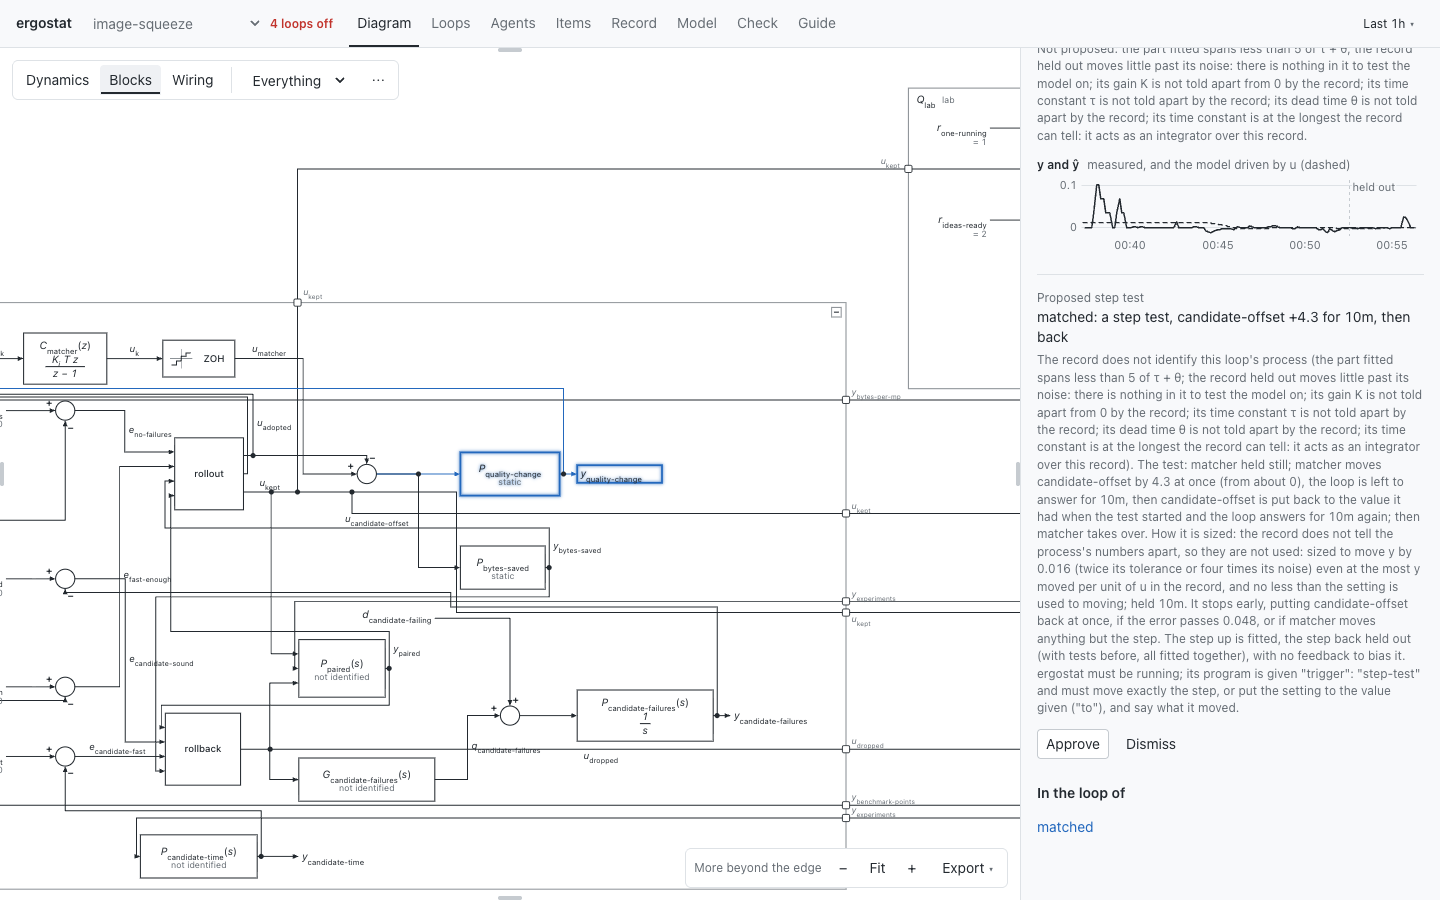 ergostat image-squeeze 4 loops off Diagram Loops Agents Items Record Model Check Guide Last 1h
Dynamics Blocks Wiring Everything ···
Q_lab lab
r_one-running
= 1
u_kept
r_ideas-ready
= 2
u_kept
C_matcher(z)
K_i T z
z − 1
u_k
ZOH
u_matcher
y_bytes-per-mp
+
−
e_no-failures
u_adopted
rollout
+
−
P_quality-change
static
y_quality-change
u_kept
u_candidate-offset
u_kept
y_bytes-saved
P_bytes-saved
static
+
−
e_fast-enough
y_experiments
d_candidate-failing
u_kept
e_candidate-sound
P_paired(s)
not identified
y_paired
+
−
P_candidate-failures(s)
1
s
+
+
y_candidate-failures
rollback
+
−
e_candidate-fast
q_candidate-failures
u_dropped
u_dropped
G_candidate-failures(s)
not identified
y_benchmark-points
y_experiments
P_candidate-time(s)
not identified
y_candidate-time
More beyond the edge − Fit + Export
Not proposed: the part fitted spans less than 5 of τ + θ; the record
held out moves little past its noise: there is nothing in it to test the
model on; its gain K is not told apart from 0 by the record; its time
constant τ is not told apart by the record; its dead time θ is not told
apart by the record; its time constant is at the longest the record
can tell: it acts as an integrator over this record.
y and ŷ measured, and the model driven by u (dashed)
0.1
held out
0
00:40 00:45 00:50 00:55
Proposed step test
matched: a step test, candidate-offset +4.3 for 10m, then
back
The record does not identify this loop's process (the part fitted
spans less than 5 of τ + θ; the record held out moves little past its
noise: there is nothing in it to test the model on; its gain K is not told
apart from 0 by the record; its time constant τ is not told apart by
the record; its dead time θ is not told apart by the record; its time
constant is at the longest the record can tell: it acts as an integrator
over this record). The test: matcher held still; matcher moves
candidate-offset by 4.3 at once (from about 0), the loop is left to
answer for 10m, then candidate-offset is put back to the value it
had when the test started and the loop answers for 10m again; then
matcher takes over. How it is sized: the record does not tell the
process's numbers apart, so they are not used: sized to move y by
0.016 (twice its tolerance or four times its noise) even at the most y
moved per unit of u in the record, and no less than the setting is
used to moving; held 10m. It stops early, putting candidate-offset
back at once, if the error passes 0.048, or if matcher moves
anything but the step. The step up is fitted, the step back held out
(with tests before, all fitted together), with no feedback to bias it.
ergostat must be running; its program is given "trigger": "step-test"
and must move exactly the step, or put the setting to the value
given ("to"), and say what it moved.
Approve Dismiss
In the loop of
matched